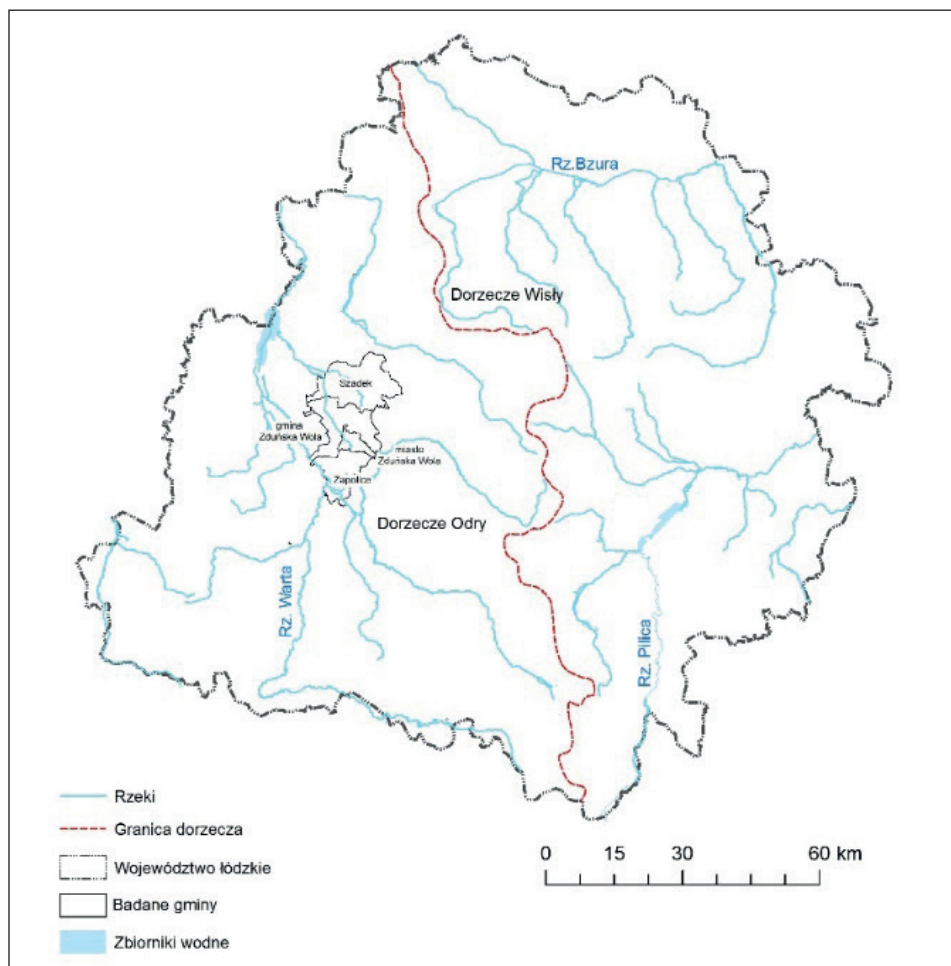 Rz.Bzura
Dorzecze Wisły
Szadek
gmina
Zduńska Wola
miasto
Zduńska Wola
Zapolice
Dorzecze Odry
Rz. Warta
Rz. Pilica
Rzeki
Granica dorzecza
Województwo łódzkie
Badane gminy
Zbiorniki wodne
0 15 30 60 km